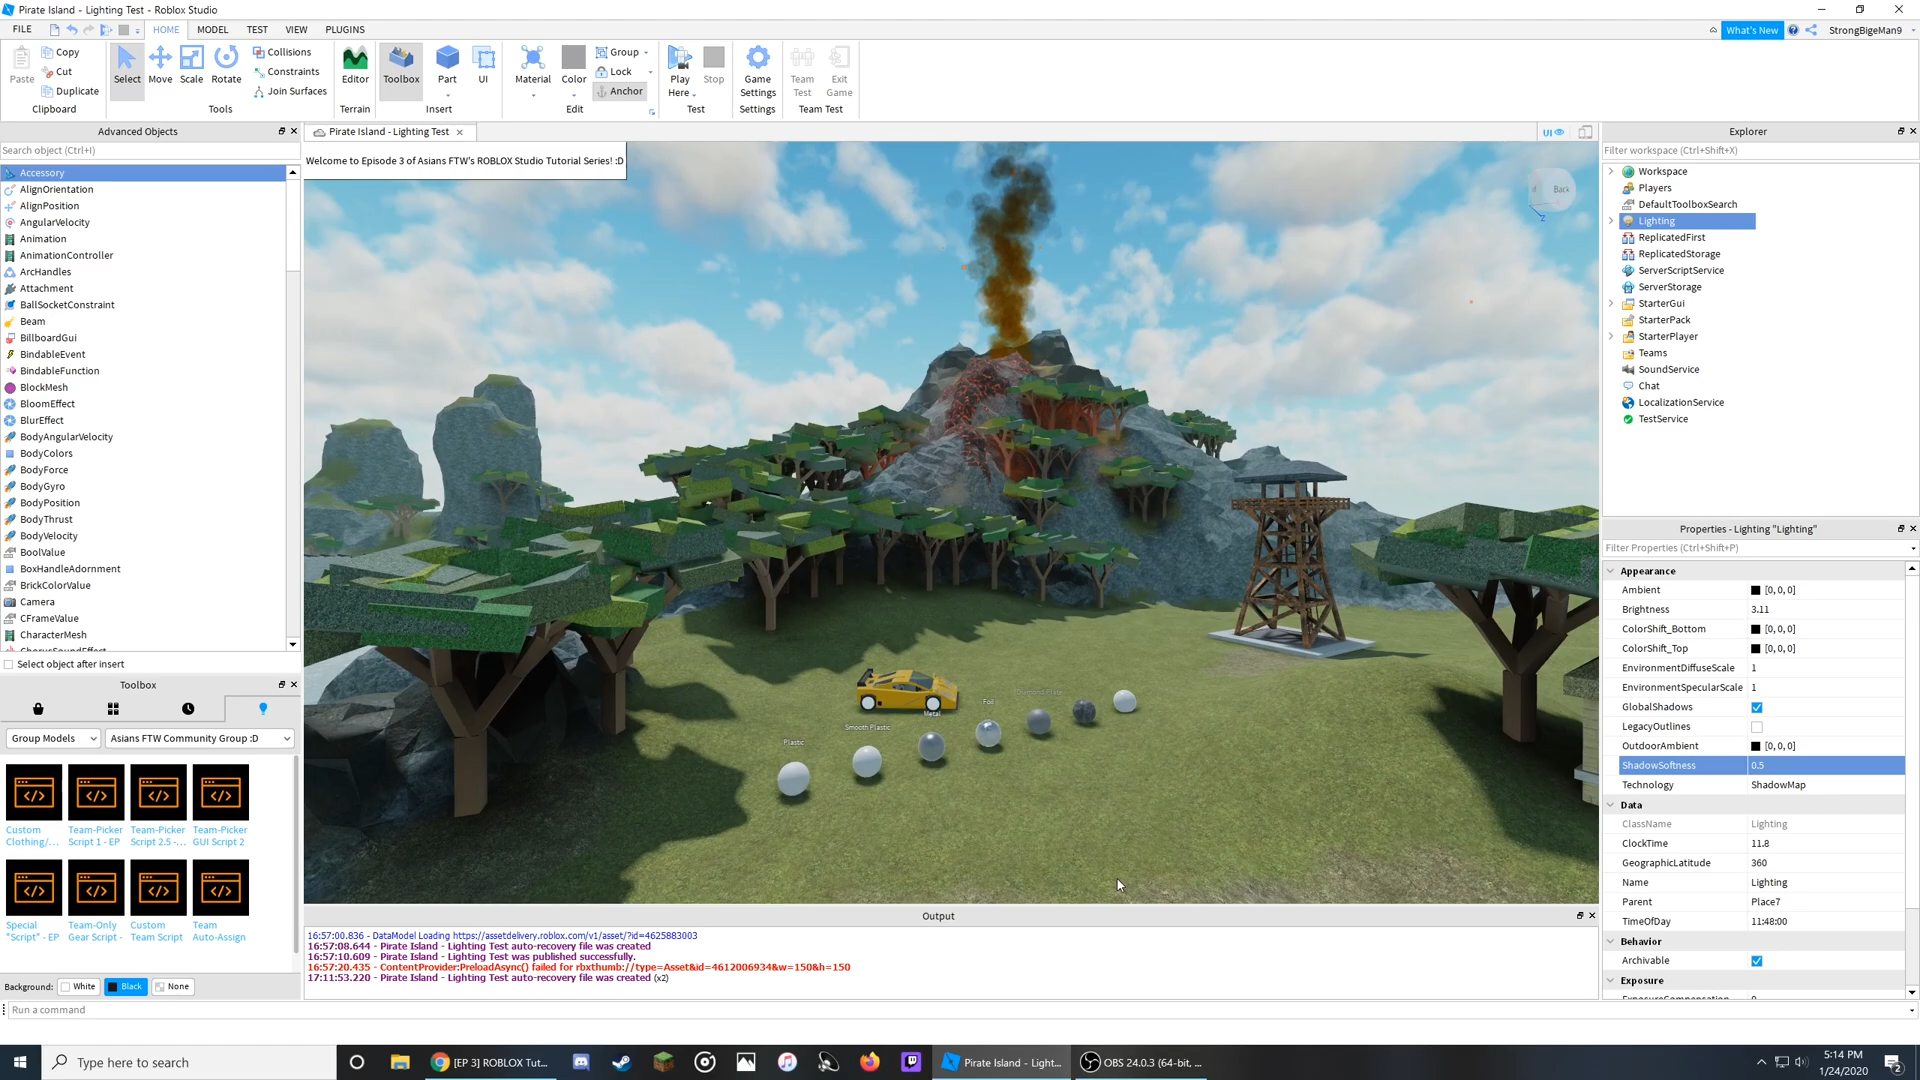 Pirate Island - Lighting Test - Roblox Studio
FILE HOME MODEL TEST VIEW PLUGINS What's New StrongBigeMan9
Paste Copy Cut Duplicate Clipboard
Select Move Scale Rotate Collisions Constraints Join Surfaces Tools
Editor Terrain
Toolbox Part UI Insert
Material Color Group Lock Anchor Edit
Play Here Stop Test
Game Settings Settings
Team Test Exit Game Team Test
Advanced Objects
Search object (Ctrl+I)
Accessory
AlignOrientation
AlignPosition
AngularVelocity
Animation
AnimationController
ArcHandles
Attachment
BallSocketConstraint
Beam
BillboardGui
BindableEvent
BindableFunction
BlockMesh
BloomEffect
BlurEffect
BodyAngularVelocity
BodyColors
BodyForce
BodyGyro
BodyPosition
BodyThrust
BodyVelocity
BoolValue
BoxHandleAdornment
BrickColorValue
Camera
CFrameValue
CharacterMesh
ChorusSoundEffect
Select object after insert
Toolbox
Group Models Asians FTW Community Group :D
Custom Clothing/...
Team-Picker Script 1 - EP
Team-Picker Script 2.5 -...
Team-Picker GUI Script 2
Special "Script" - EP
Team-Only Gear Script -
Custom Team Script
Team Auto-Assign
Background: White Black None
Run a command
Pirate Island - Lighting Test
UI
Welcome to Episode 3 of Asians FTW's ROBLOX Studio Tutorial Series! :D
Back
Z
Plastic
Smooth Plastic
Metal
Foil
Diamond Plate
Output
16:57:00.836 - DataModel Loading https://assetdelivery.roblox.com/v1/asset/?id=4625883003
16:57:08.644 - Pirate Island - Lighting Test auto-recovery file was created
16:57:10.609 - Pirate Island - Lighting Test was published successfully.
16:57:20.435 - ContentProvider:PreloadAsync() failed for rbxthumb://type=Asset&id=4612006934&w=150&h=150
17:11:53.220 - Pirate Island - Lighting Test auto-recovery file was created (x2)
Explorer
Filter workspace (Ctrl+Shift+X)
Workspace
Players
DefaultToolboxSearch
Lighting
ReplicatedFirst
ReplicatedStorage
ServerScriptService
ServerStorage
StarterGui
StarterPack
StarterPlayer
Teams
SoundService
Chat
LocalizationService
TestService
Properties - Lighting "Lighting"
Filter Properties (Ctrl+Shift+P)
Appearance
Ambient [0, 0, 0]
Brightness 3.11
ColorShift_Bottom [0, 0, 0]
ColorShift_Top [0, 0, 0]
EnvironmentDiffuseScale 1
EnvironmentSpecularScale 1
GlobalShadows
LegacyOutlines
OutdoorAmbient [0, 0, 0]
ShadowSoftness 0.5
Technology ShadowMap
Data
ClassName Lighting
ClockTime 11.8
GeographicLatitude 360
Name Lighting
Parent Place7
TimeOfDay 11:48:00
Behavior
Archivable
Exposure
ExposureCompensation 0
Type here to search
[EP 3] ROBLOX Tut...
Pirate Island - Light...
OBS 24.0.3 (64-bit, ...
5:14 PM
1/24/2020
2